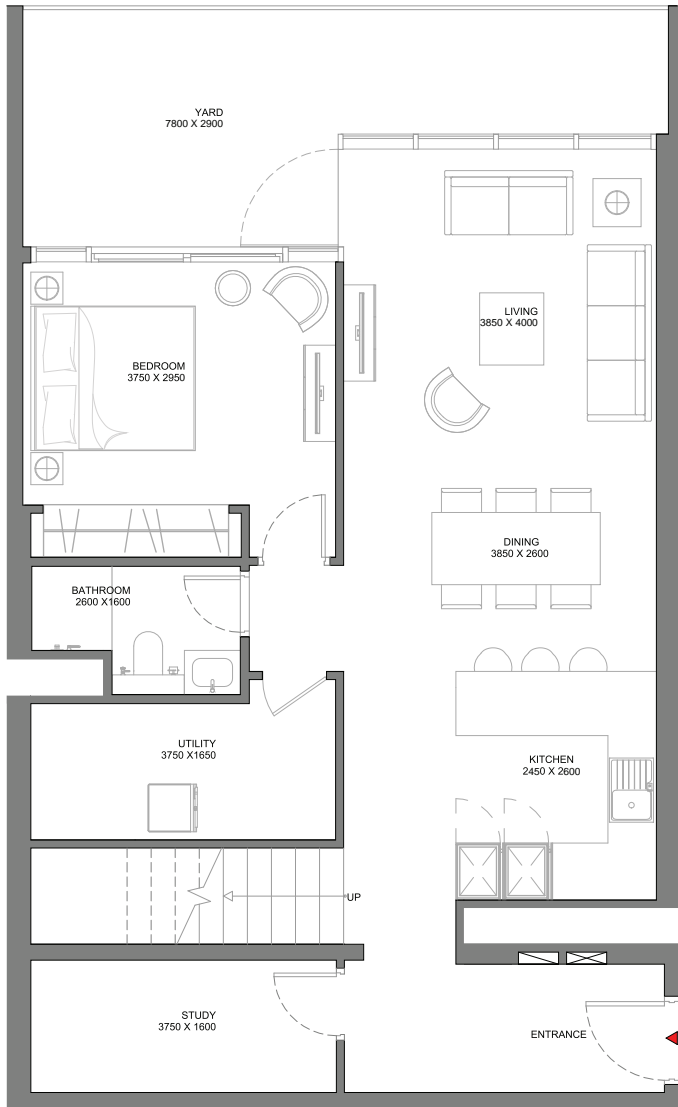 YARD
7800 X 2900
LIVING
3850 X 4000
BEDROOM
3750 X 2950
DINING
3850 X 2600
BATHROOM
2600 X1600
UTILITY
3750 X1650
KITCHEN
2450 X 2600
UP
STUDY
3750 X 1600
ENTRANCE